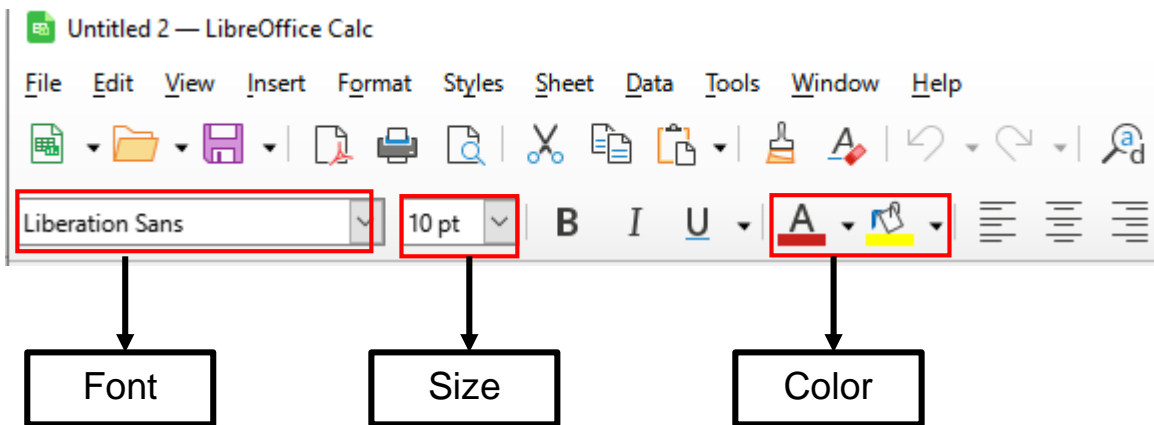 Untitled 2 — LibreOffice Calc
File Edit View Insert Format Styles Sheet Data Tools Window Help
Liberation Sans 10 pt B I U A
Font Size Color